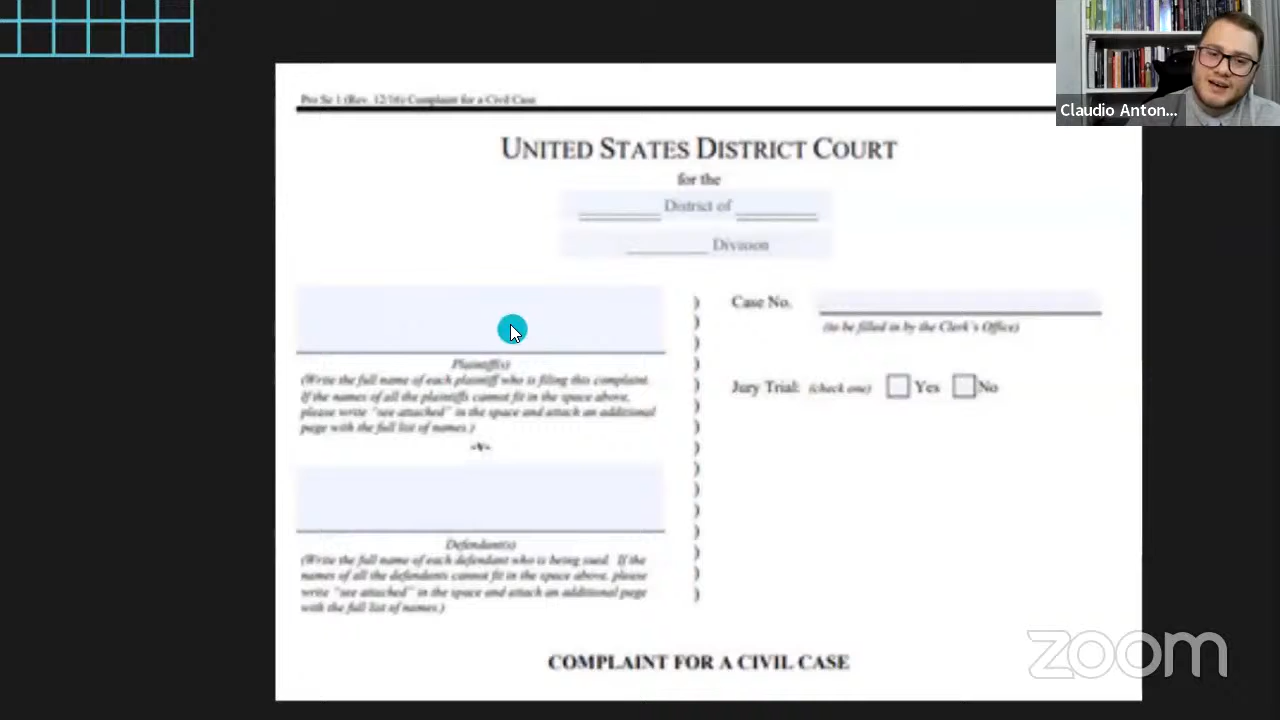 Pro Se 1 (Rev. 12/16) Complaint for a Civil Case
Claudio Anton...
UNITED STATES DISTRICT COURT
for the
________ District of ________
________ Division
Case No.
(to be filled in by the Clerk's Office)
Plaintiff(s)
(Write the full name of each plaintiff who is filing this complaint.
If the names of all the plaintiffs cannot fit in the space above,
please write "see attached" in the space and attach an additional
page with the full list of names.)
-v-
Jury Trial: (check one) Yes No
Defendant(s)
(Write the full name of each defendant who is being sued. If the
names of all the defendants cannot fit in the space above, please
write "see attached" in the space and attach an additional page
with the full list of names.)
COMPLAINT FOR A CIVIL CASE
zoom